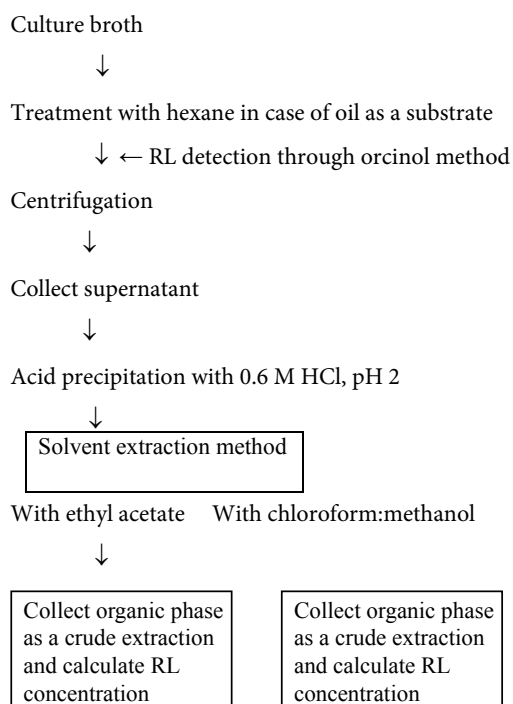 Culture broth
↓
Treatment with hexane in case of oil as a substrate
↓ ← RL detection through orcinol method
Centrifugation
↓
Collect supernatant
↓
Acid precipitation with 0.6 M HCl, pH 2
↓
Solvent extraction method
With ethyl acetate With chloroform:methanol
↓
Collect organic phase
as a crude extraction
and calculate RL
concentration
Collect organic phase
as a crude extraction
and calculate RL
concentration